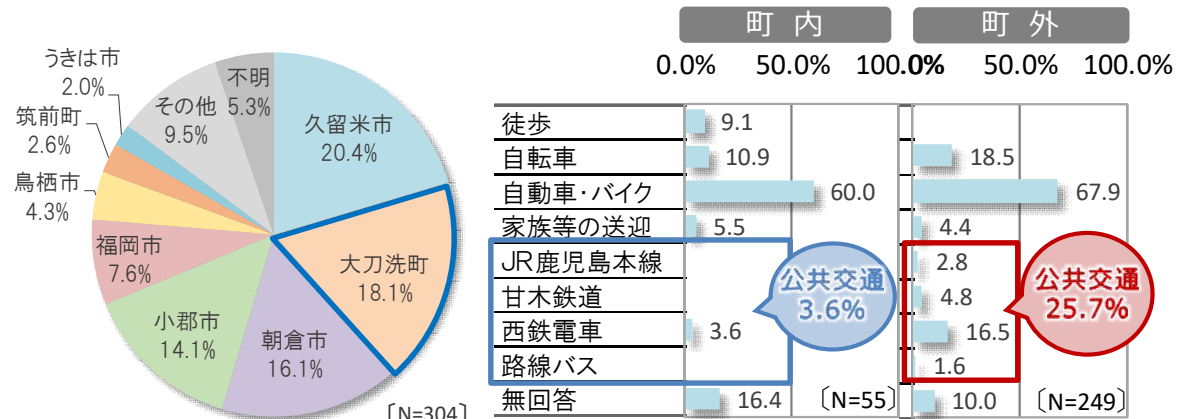 久留米市
20.4%
大刀洗町
18.1%
朝倉市
16.1%
小郡市
14.1%
福岡市
7.6%
鳥栖市
4.3%
筑前町
2.6%
うきは市
2.0%
その他
9.5%
不明
5.3%
〔N=304〕
町 内
町 外
0.0% 50.0% 100.0% 0.0% 50.0% 100.0%
徒歩 9.1
自転車 10.9 18.5
自動車・バイク 60.0 67.9
家族等の送迎 5.5 4.4
JR鹿児島本線 2.8
甘木鉄道 4.8
西鉄電車 3.6 16.5
路線バス 1.6
無回答 16.4 10.0
公共交通
3.6%
公共交通
25.7%
〔N=55〕
〔N=249〕